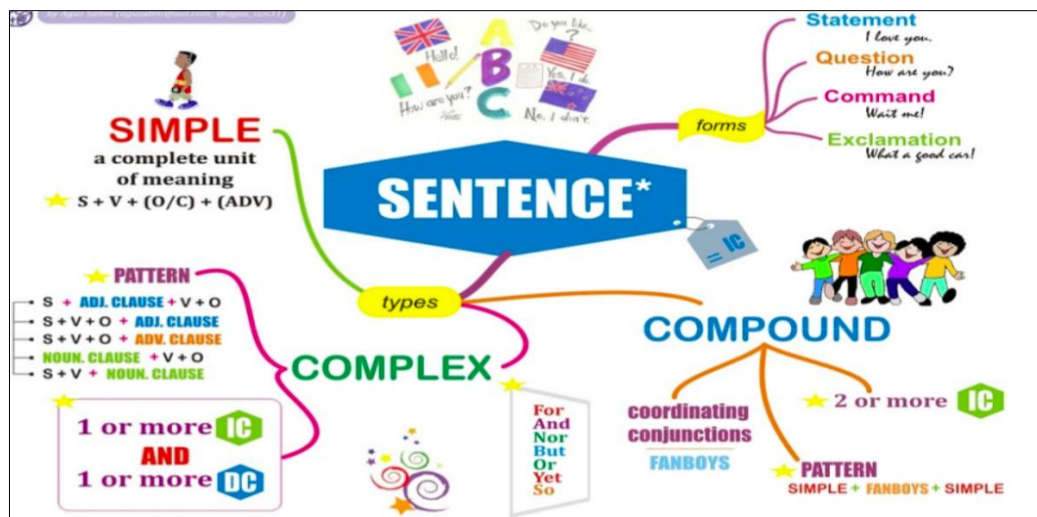 Statement
I love you.
Question
How are you?
Command
Wait me!
Exclamation
What a good car!
forms
A
B
C
Hello!
Do you like...
?
Yes, I do.
How are you?
No, I don't.
SIMPLE
a complete unit
of meaning
S + V + (O/C) + (ADV)
SENTENCE*
= IC
types
PATTERN
S + ADJ. CLAUSE + V + O
S + V + O + ADJ. CLAUSE
S + V + O + ADV. CLAUSE
NOUN. CLAUSE + V + O
S + V + NOUN. CLAUSE
COMPLEX
1 or more IC
AND
1 or more DC
For
And
Nor
But
Or
Yet
So
COMPOUND
coordinating
conjunctions
FANBOYS
2 or more IC
PATTERN
SIMPLE + FANBOYS + SIMPLE